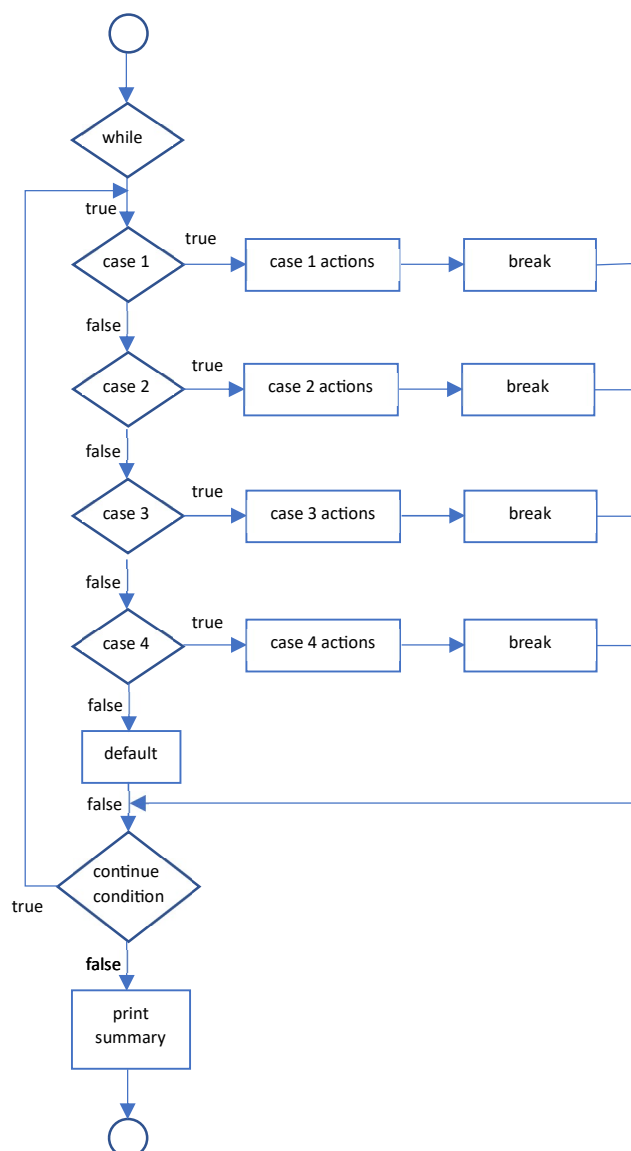 while
true
true
case 1
case 1 actions
break
false
true
case 2
case 2 actions
break
false
true
case 3
case 3 actions
break
false
true
case 4
case 4 actions
break
false
default
false
continue
condition
true
false
print
summary